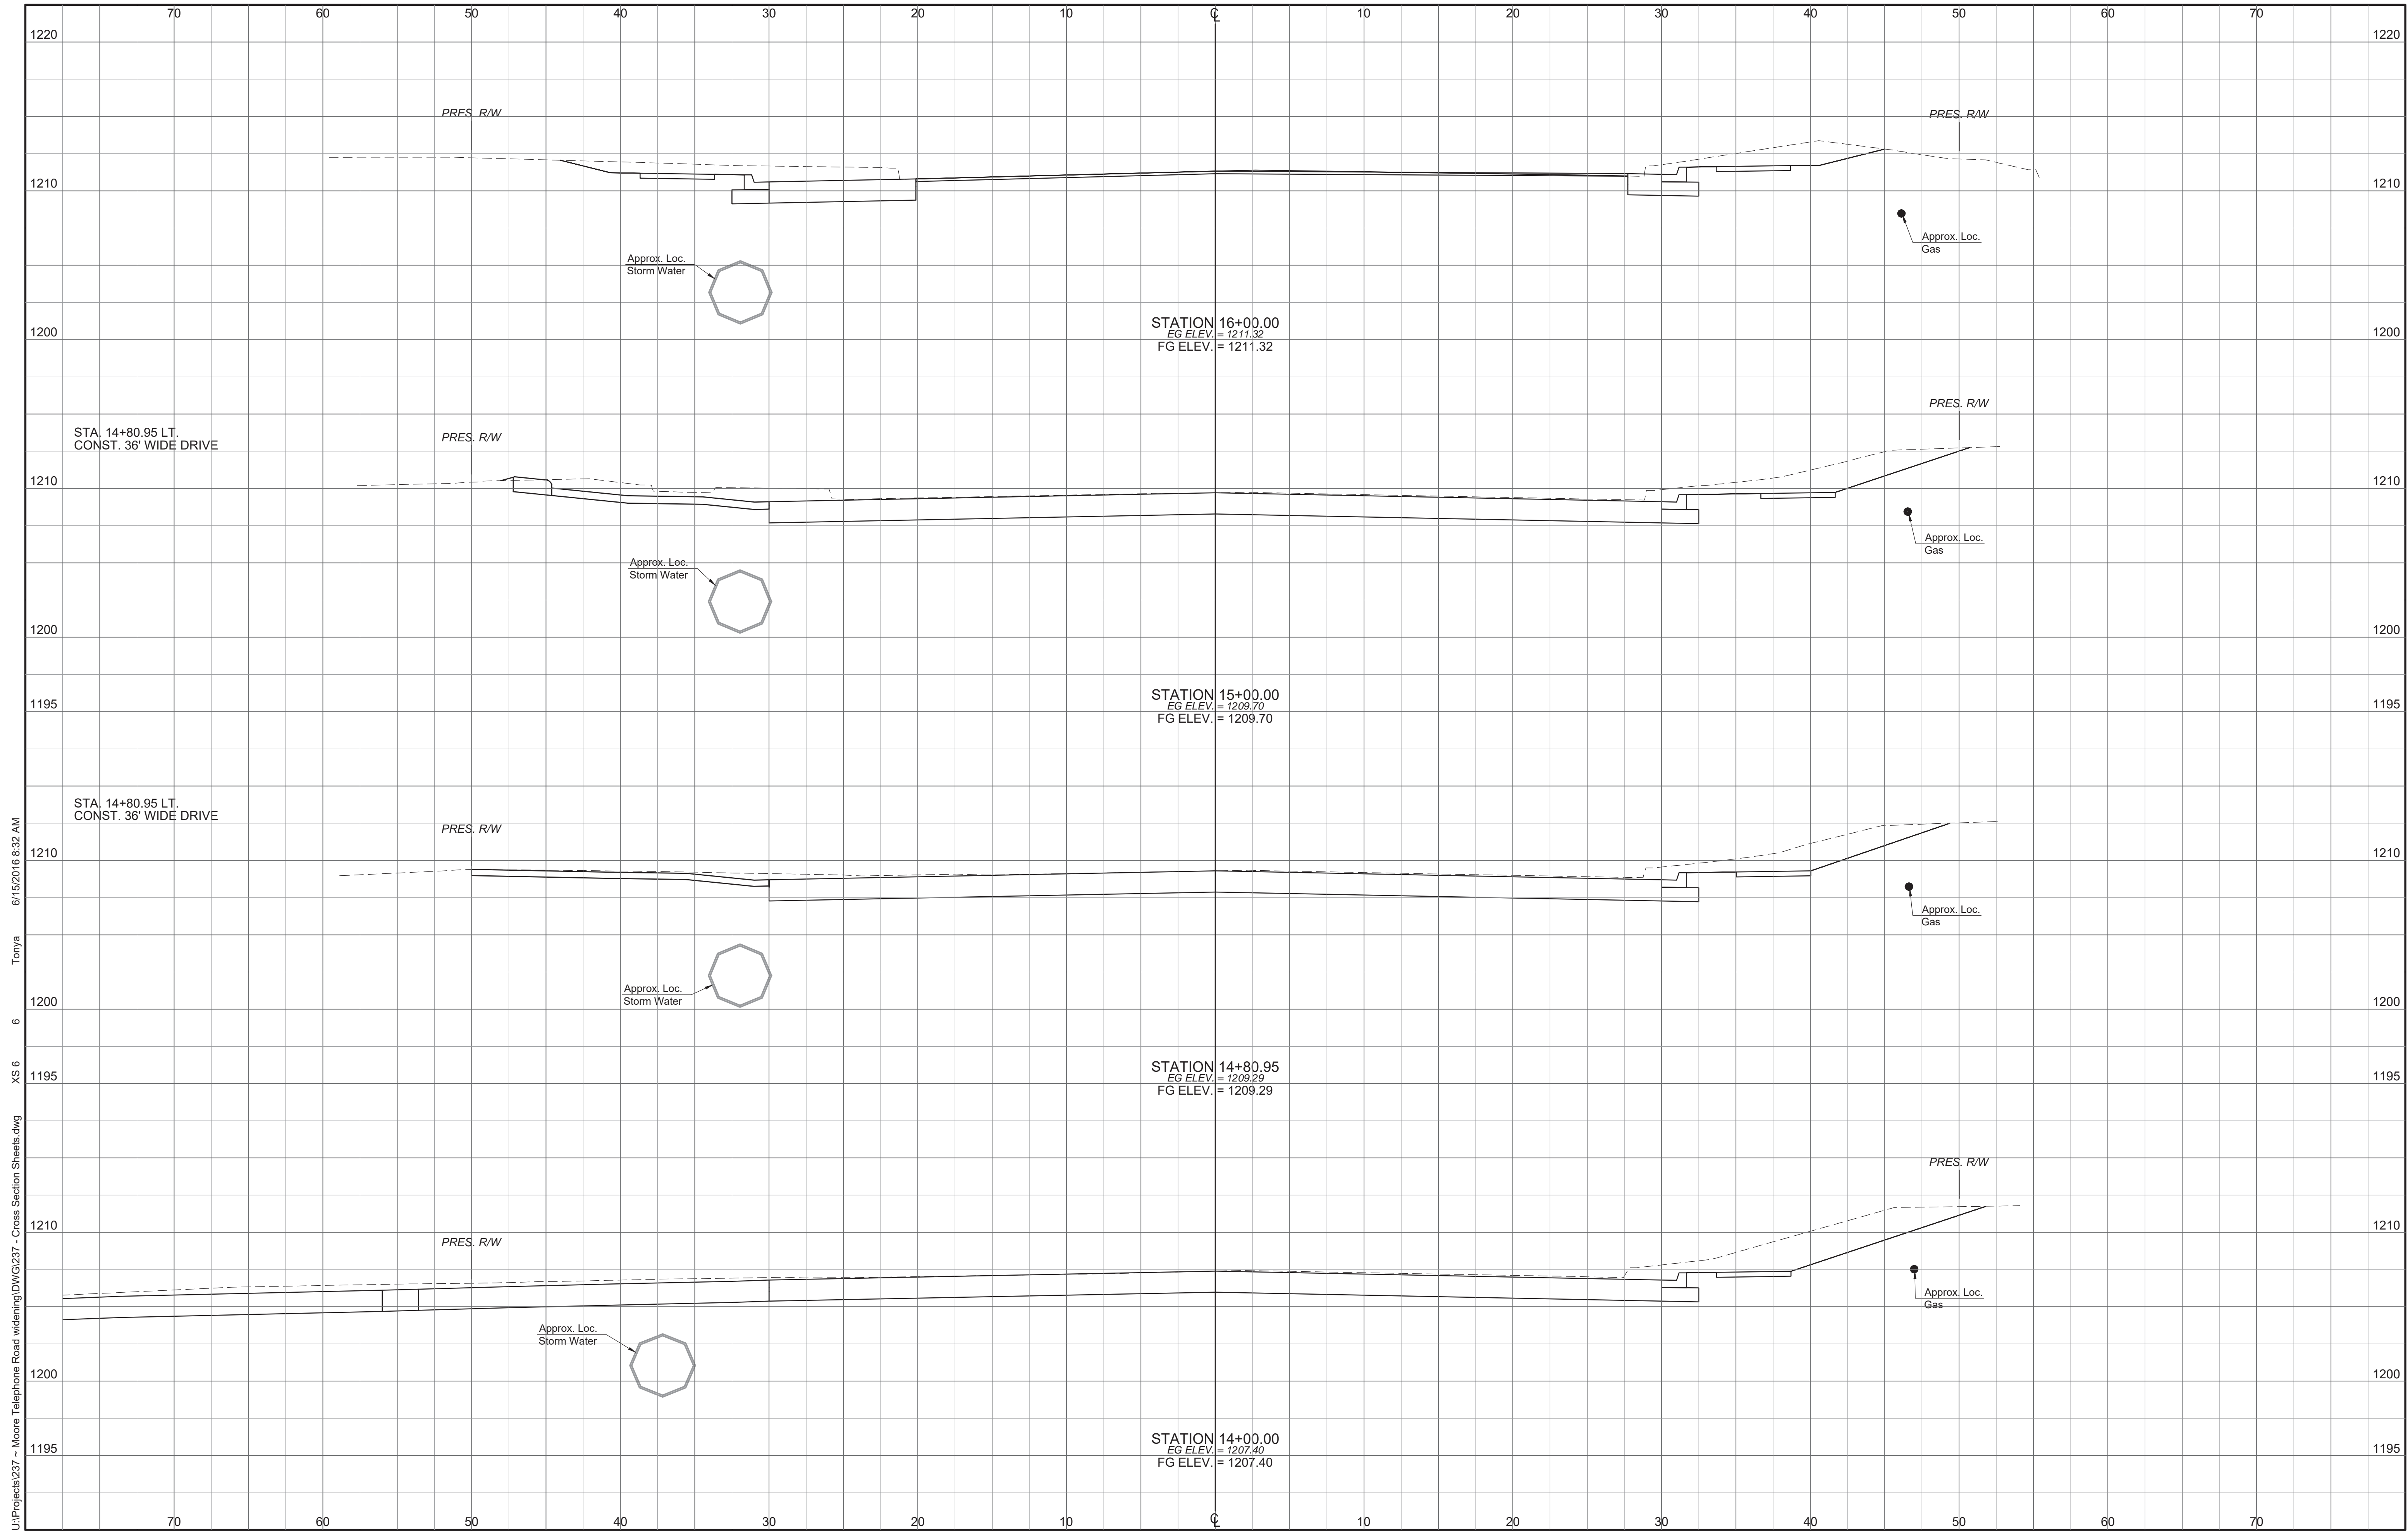 70 60 50 40 30 20 10 ℄ 10 20 30 40 50 60 70
1220 1220
PRES. R/W PRES. R/W
1210 1210
Approx. Loc.
Gas
Approx. Loc.
Storm Water
STATION 16+00.00
EG ELEV. = 1211.32
FG ELEV. = 1211.32
1200 1200
PRES. R/W
STA. 14+80.95 LT.
CONST. 36' WIDE DRIVE
PRES. R/W
1210 1210
Approx. Loc.
Gas
Approx. Loc.
Storm Water
1200 1200
STATION 15+00.00
EG ELEV. = 1209.70
FG ELEV. = 1209.70
1195 1195
STA. 14+80.95 LT.
CONST. 36' WIDE DRIVE
PRES. R/W
1210 1210
Approx. Loc.
Gas
Approx. Loc.
Storm Water
1200 1200
STATION 14+80.95
EG ELEV. = 1209.29
FG ELEV. = 1209.29
1195 1195
PRES. R/W
1210 1210
PRES. R/W
Approx. Loc.
Gas
Approx. Loc.
Storm Water
1200 1200
STATION 14+00.00
EG ELEV. = 1207.40
FG ELEV. = 1207.40
1195 1195
70 60 50 40 30 20 10 ℄ 10 20 30 40 50 60 70
U:\Projects\237 ~ Moore Telephone Road widening\DWG\237 - Cross Section Sheets.dwg XS 6 6 Tonya 6/15/2016 8:32 AM